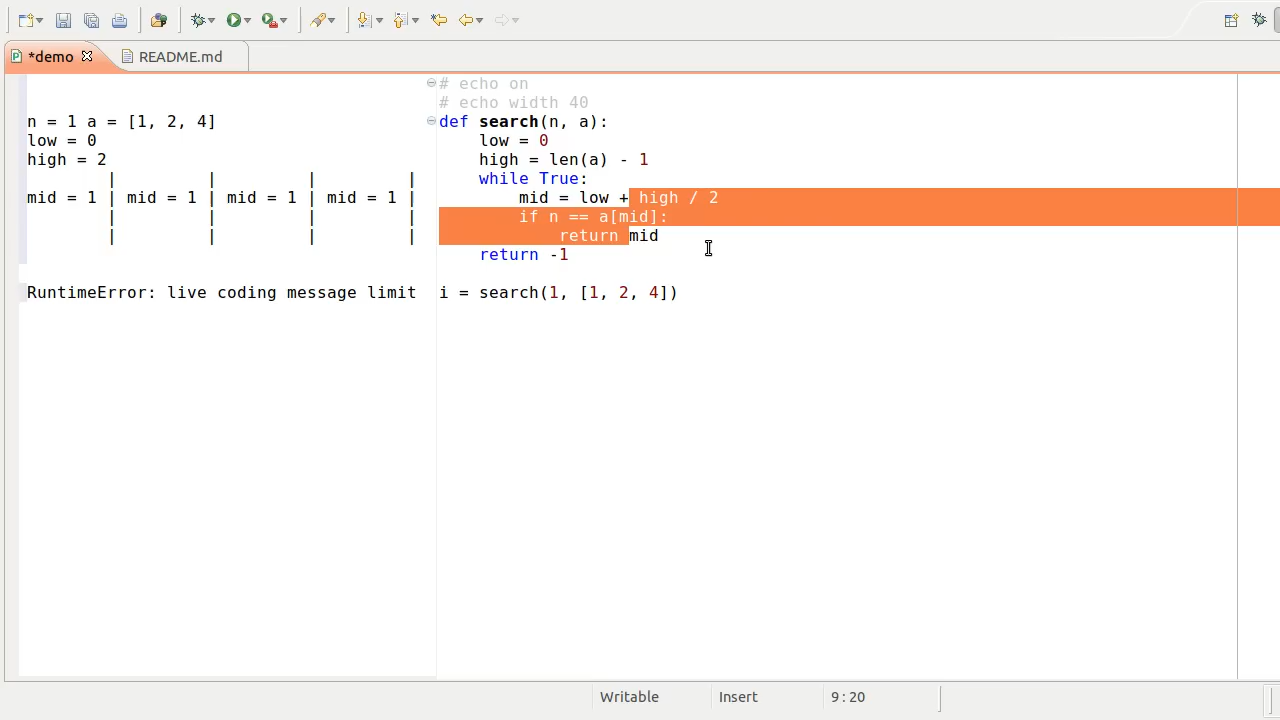 *demo README.md
# echo on
# echo width 40
n = 1 a = [1, 2, 4] def search(n, a):
low = 0 low = 0
high = 2 high = len(a) - 1
| | | | while True:
mid = 1 | mid = 1 | mid = 1 | mid = 1 | mid = low + high / 2
| | | | if n == a[mid]:
| | | | return mid
return -1
RuntimeError: live coding message limit i = search(1, [1, 2, 4])
Writable Insert 9:20